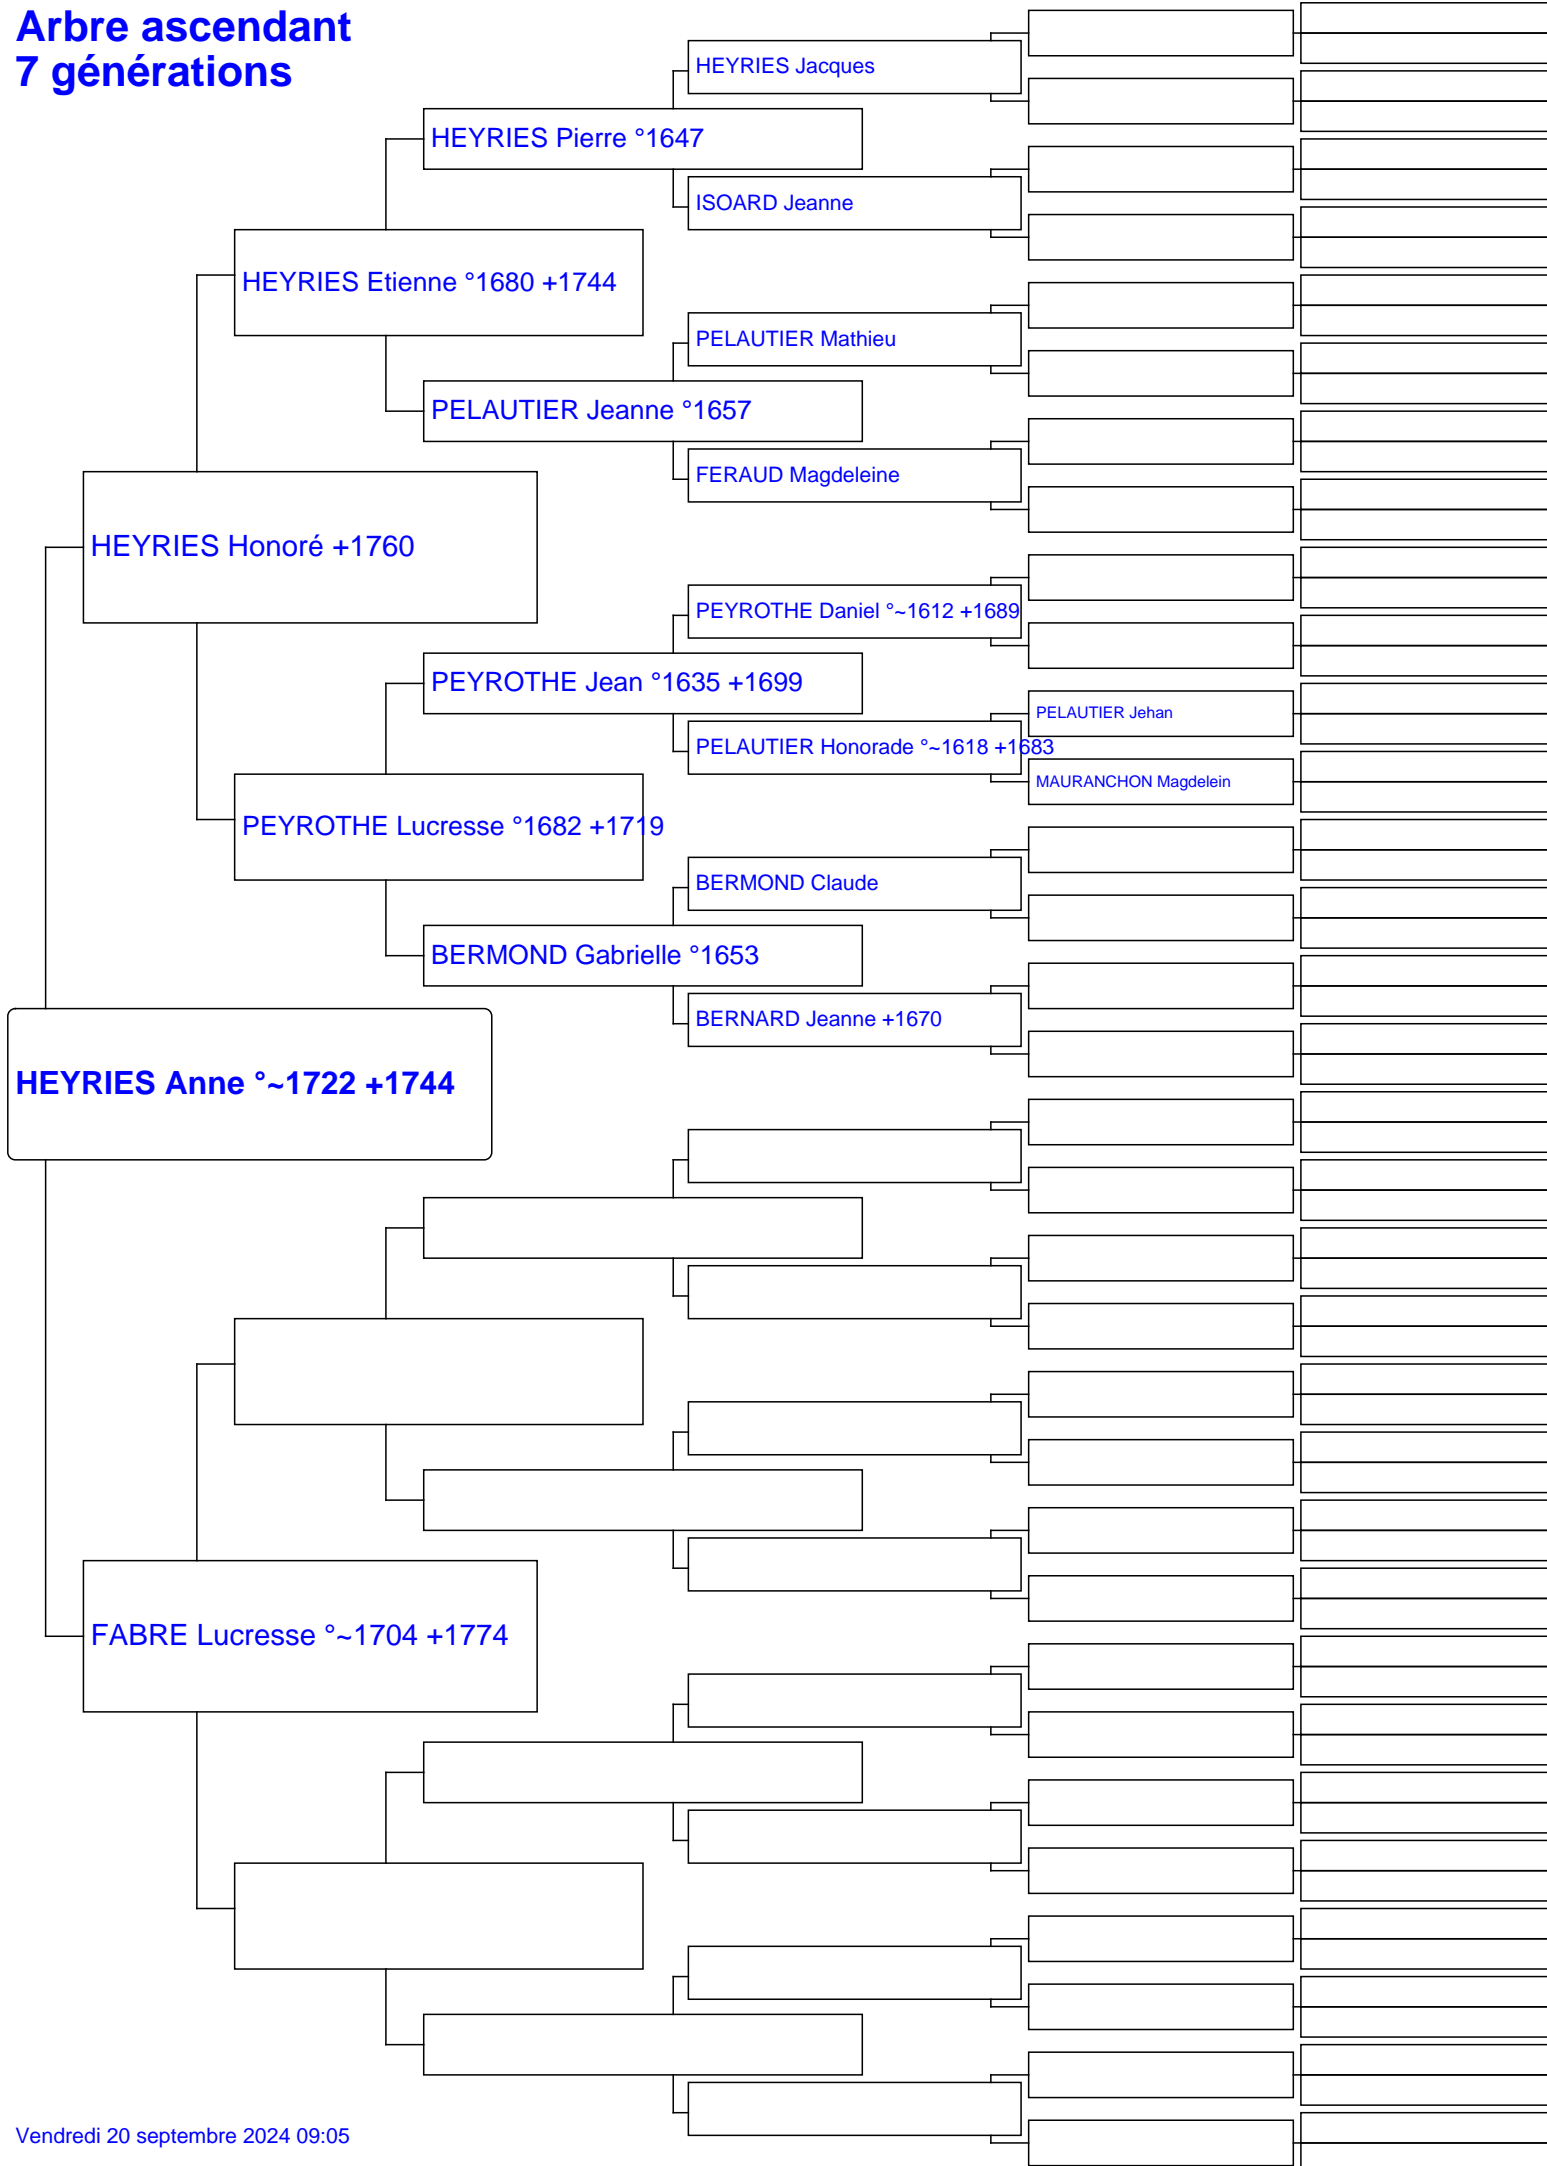 Arbre ascendant
7 générations
HEYRIES Jacques
HEYRIES Pierre °1647
ISOARD Jeanne
HEYRIES Etienne °1680 +1744
PELAUTIER Mathieu
PELAUTIER Jeanne °1657
FERAUD Magdeleine
HEYRIES Honoré +1760
PEYROTHE Daniel °~1612 +1689
PEYROTHE Jean °1635 +1699
PELAUTIER Jehan
PELAUTIER Honorade °~1618 +1683
MAURANCHON Magdelein
PEYROTHE Lucresse °1682 +1719
BERMOND Claude
BERMOND Gabrielle °1653
BERNARD Jeanne +1670
HEYRIES Anne °~1722 +1744
FABRE Lucresse °~1704 +1774
Vendredi 20 septembre 2024 09:05